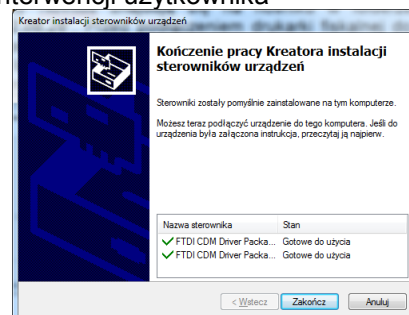 interwencji użytkownika
Kreator instalacji sterowników urządzeń
Kończenie pracy Kreatora instalacji
sterowników urządzeń
Sterowniki zostały pomyślnie zainstalowane na tym komputerze.
Możesz teraz podłączyć urządzenie do tego komputera. Jeśli do
urządzenia była załączona instrukcja, przeczytaj ją najpierw.
Nazwa sterownika Stan
FTDI CDM Driver Packa... Gotowe do użycia
FTDI CDM Driver Packa... Gotowe do użycia
< Wstecz Zakończ Anuluj